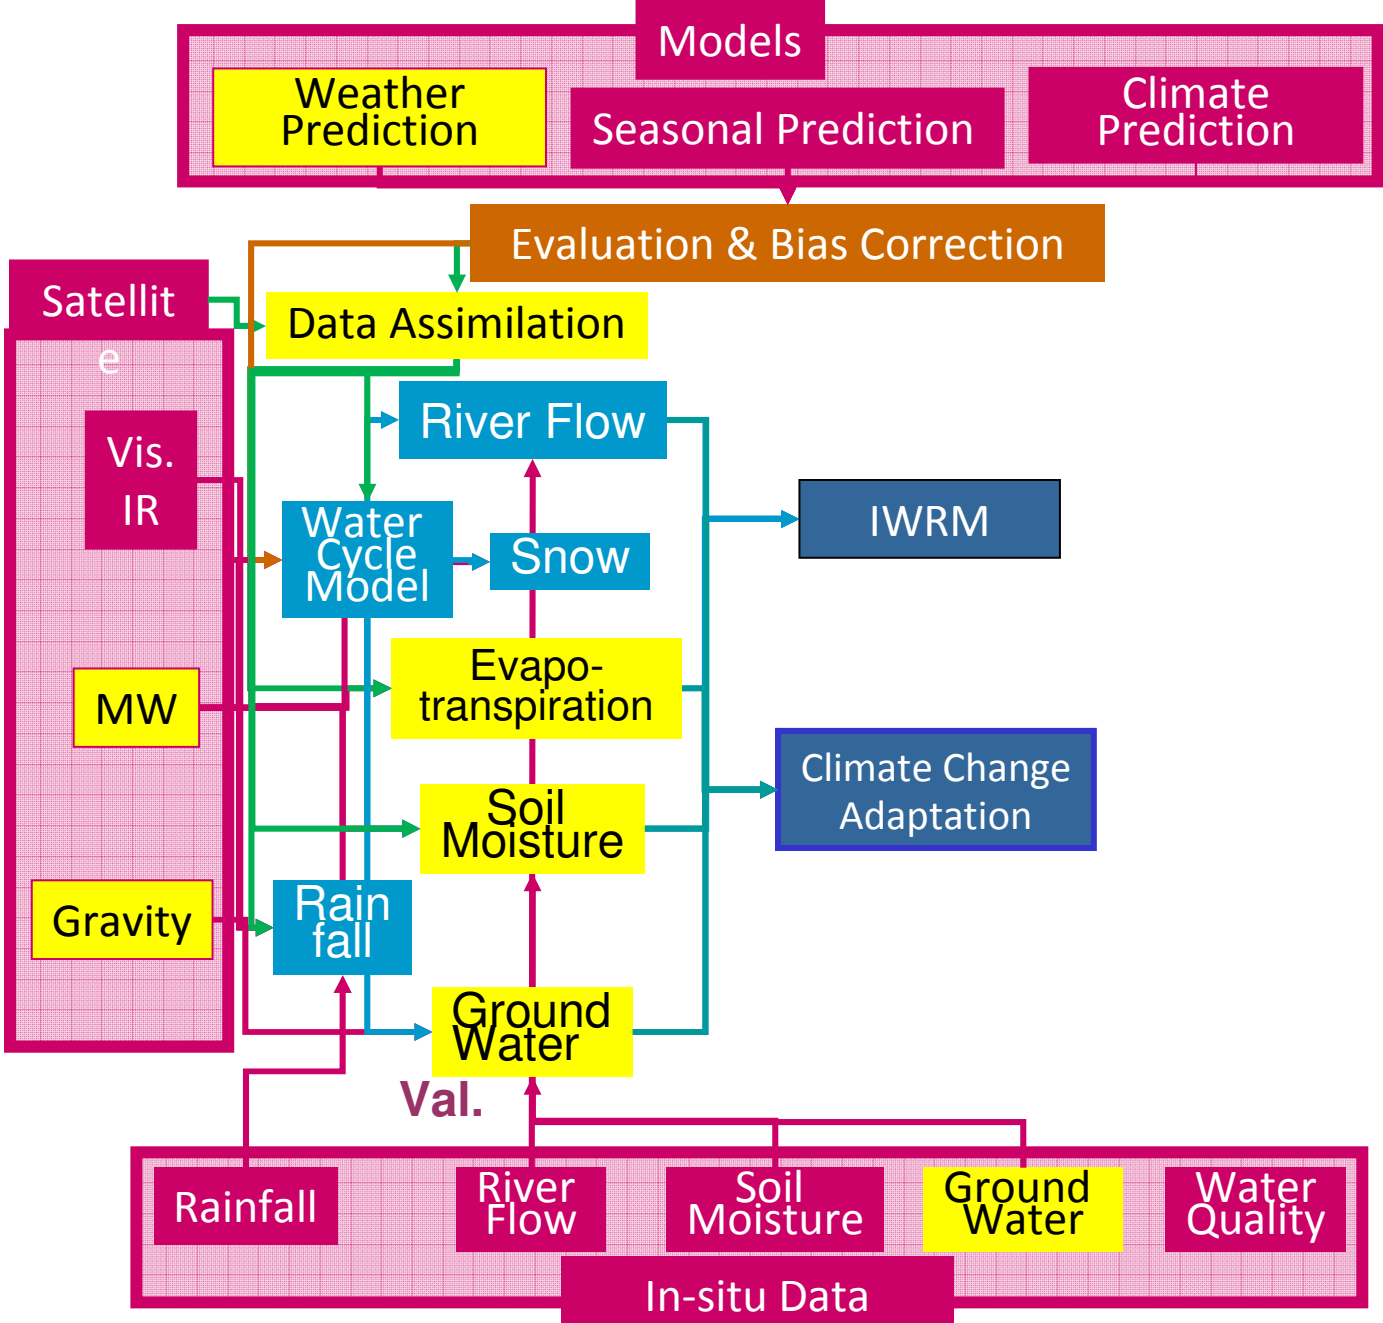 Models
Weather
Prediction
Seasonal Prediction
Climate
Prediction
Evaluation & Bias Correction
Satellit
e
Data Assimilation
River Flow
Vis.
IR
Water
Cycle
Model
Snow
IWRM
Evapo-
transpiration
MW
Climate Change
Adaptation
Soil
Moisture
Gravity
Rain
fall
Ground
Water
Val.
Rainfall
River
Flow
Soil
Moisture
Ground
Water
Water
Quality
In-situ Data